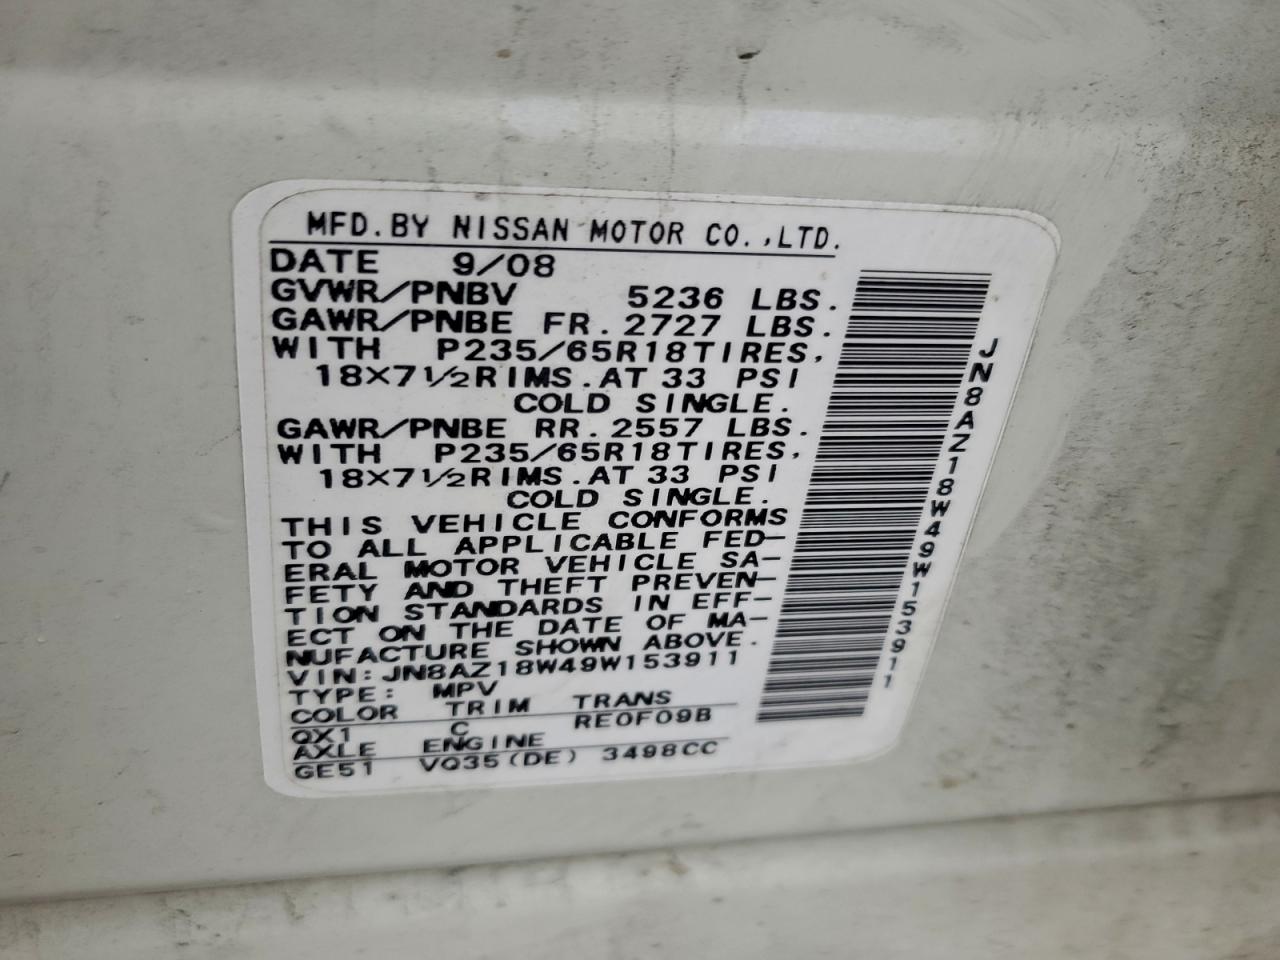 MFD.BY NISSAN MOTOR CO.,LTD.
DATE 9/08
GVWR/PNBV 5236 LBS.
GAWR/PNBE FR.2727 LBS.
WITH P235/65R18TIRES,
18X7½RIMS.AT 33 PSI
COLD SINGLE.
GAWR/PNBE RR.2557 LBS.
WITH P235/65R18TIRES,
18X7½RIMS.AT 33 PSI
COLD SINGLE.
THIS VEHICLE CONFORMS
TO ALL APPLICABLE FED-
ERAL MOTOR VEHICLE SA-
FETY AND THEFT PREVEN-
TION STANDARDS IN EFF-
ECT ON THE DATE OF MA-
NUFACTURE SHOWN ABOVE.
VIN:JN8AZ18W49W153911
TYPE: MPV
COLOR TRIM TRANS
QX1 C RE0F09B
AXLE ENGINE
GE51 VQ35(DE) 3498CC
JN8AZ18W49W153911